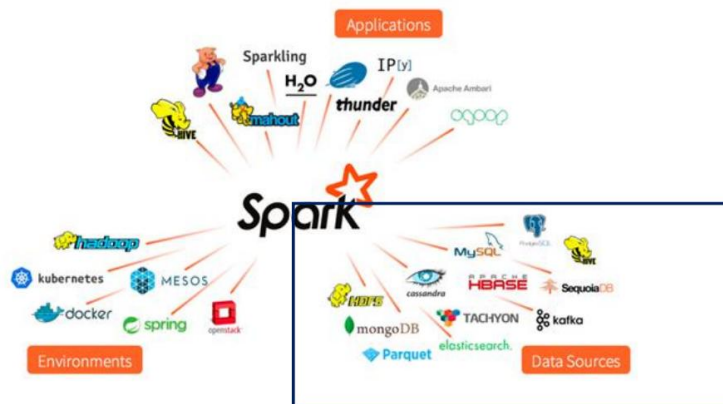 Applications
Sparkling
H2O
IP[y]
Apache Ambari
thunder
mahout
HIVE
sqoop
Spark
hadoop
kubernetes
MESOS
docker
spring
openstack
Environments
PostgreSQL
MySQL
HIVE
cassandra
APACHE
HBASE
SequoiaDB
HDFS
mongoDB
TACHYON
kafka
Parquet
elasticsearch.
Data Sources